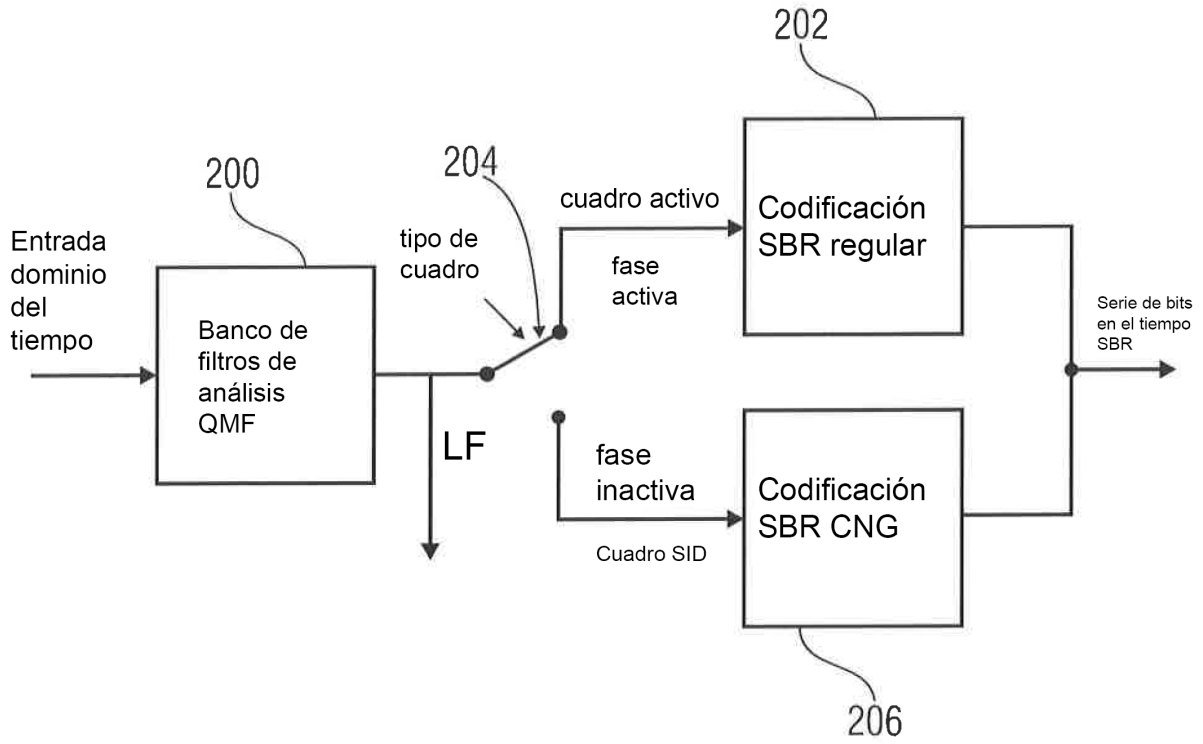 202
200
204
cuadro activo
Codificación
SBR regular
Entrada
dominio
del
tiempo
tipo de
cuadro
fase
activa
Banco de
filtros de
análisis
QMF
Serie de bits
en el tiempo
SBR
LF
fase
inactiva
Cuadro SID
Codificación
SBR CNG
206